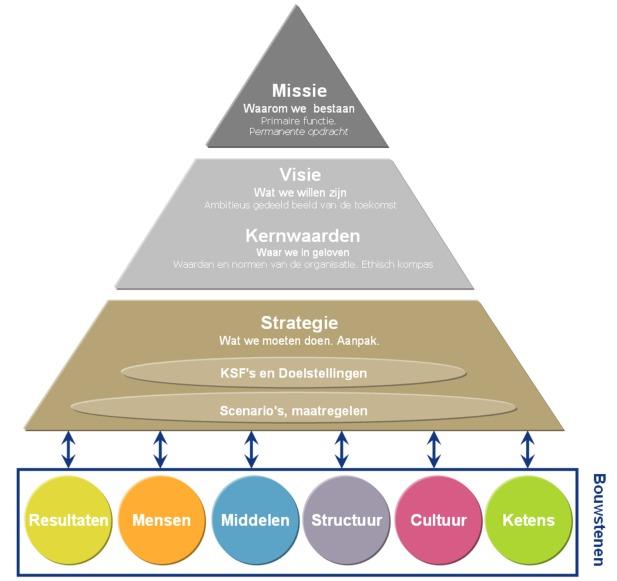 Missie
Waarom we bestaan
Primaire functie.
Permanente opdracht
Visie
Wat we willen zijn
Ambitieus gedeeld beeld van de toekomst
Kernwaarden
Waar we in geloven
Waarden en normen van de organisatie. Ethisch kompas
Strategie
Wat we moeten doen. Aanpak.
KSF's en Doelstellingen
Scenario's, maatregelen
Resultaten
Mensen
Middelen
Structuur
Cultuur
Ketens
Bouwstenen